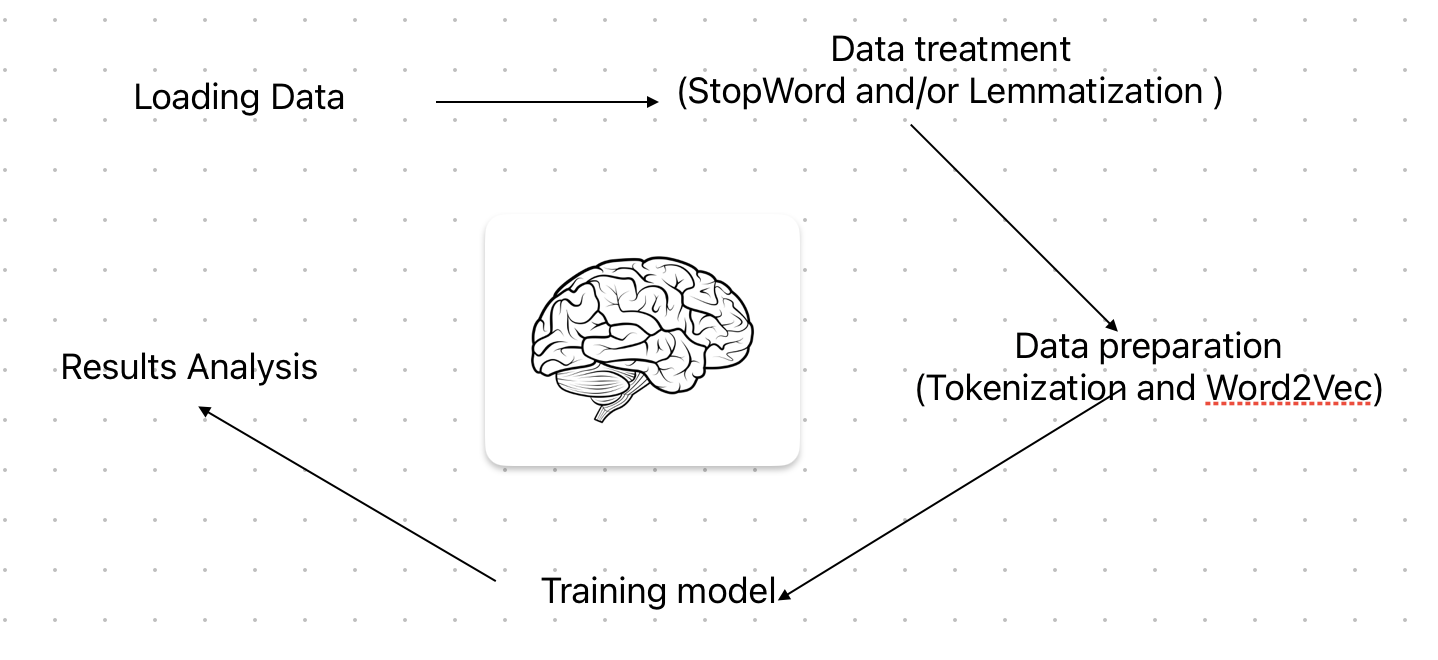 Loading Data
Data treatment
(StopWord and/or Lemmatization )
Data preparation
(Tokenization and Word2Vec)
Training model
Results Analysis